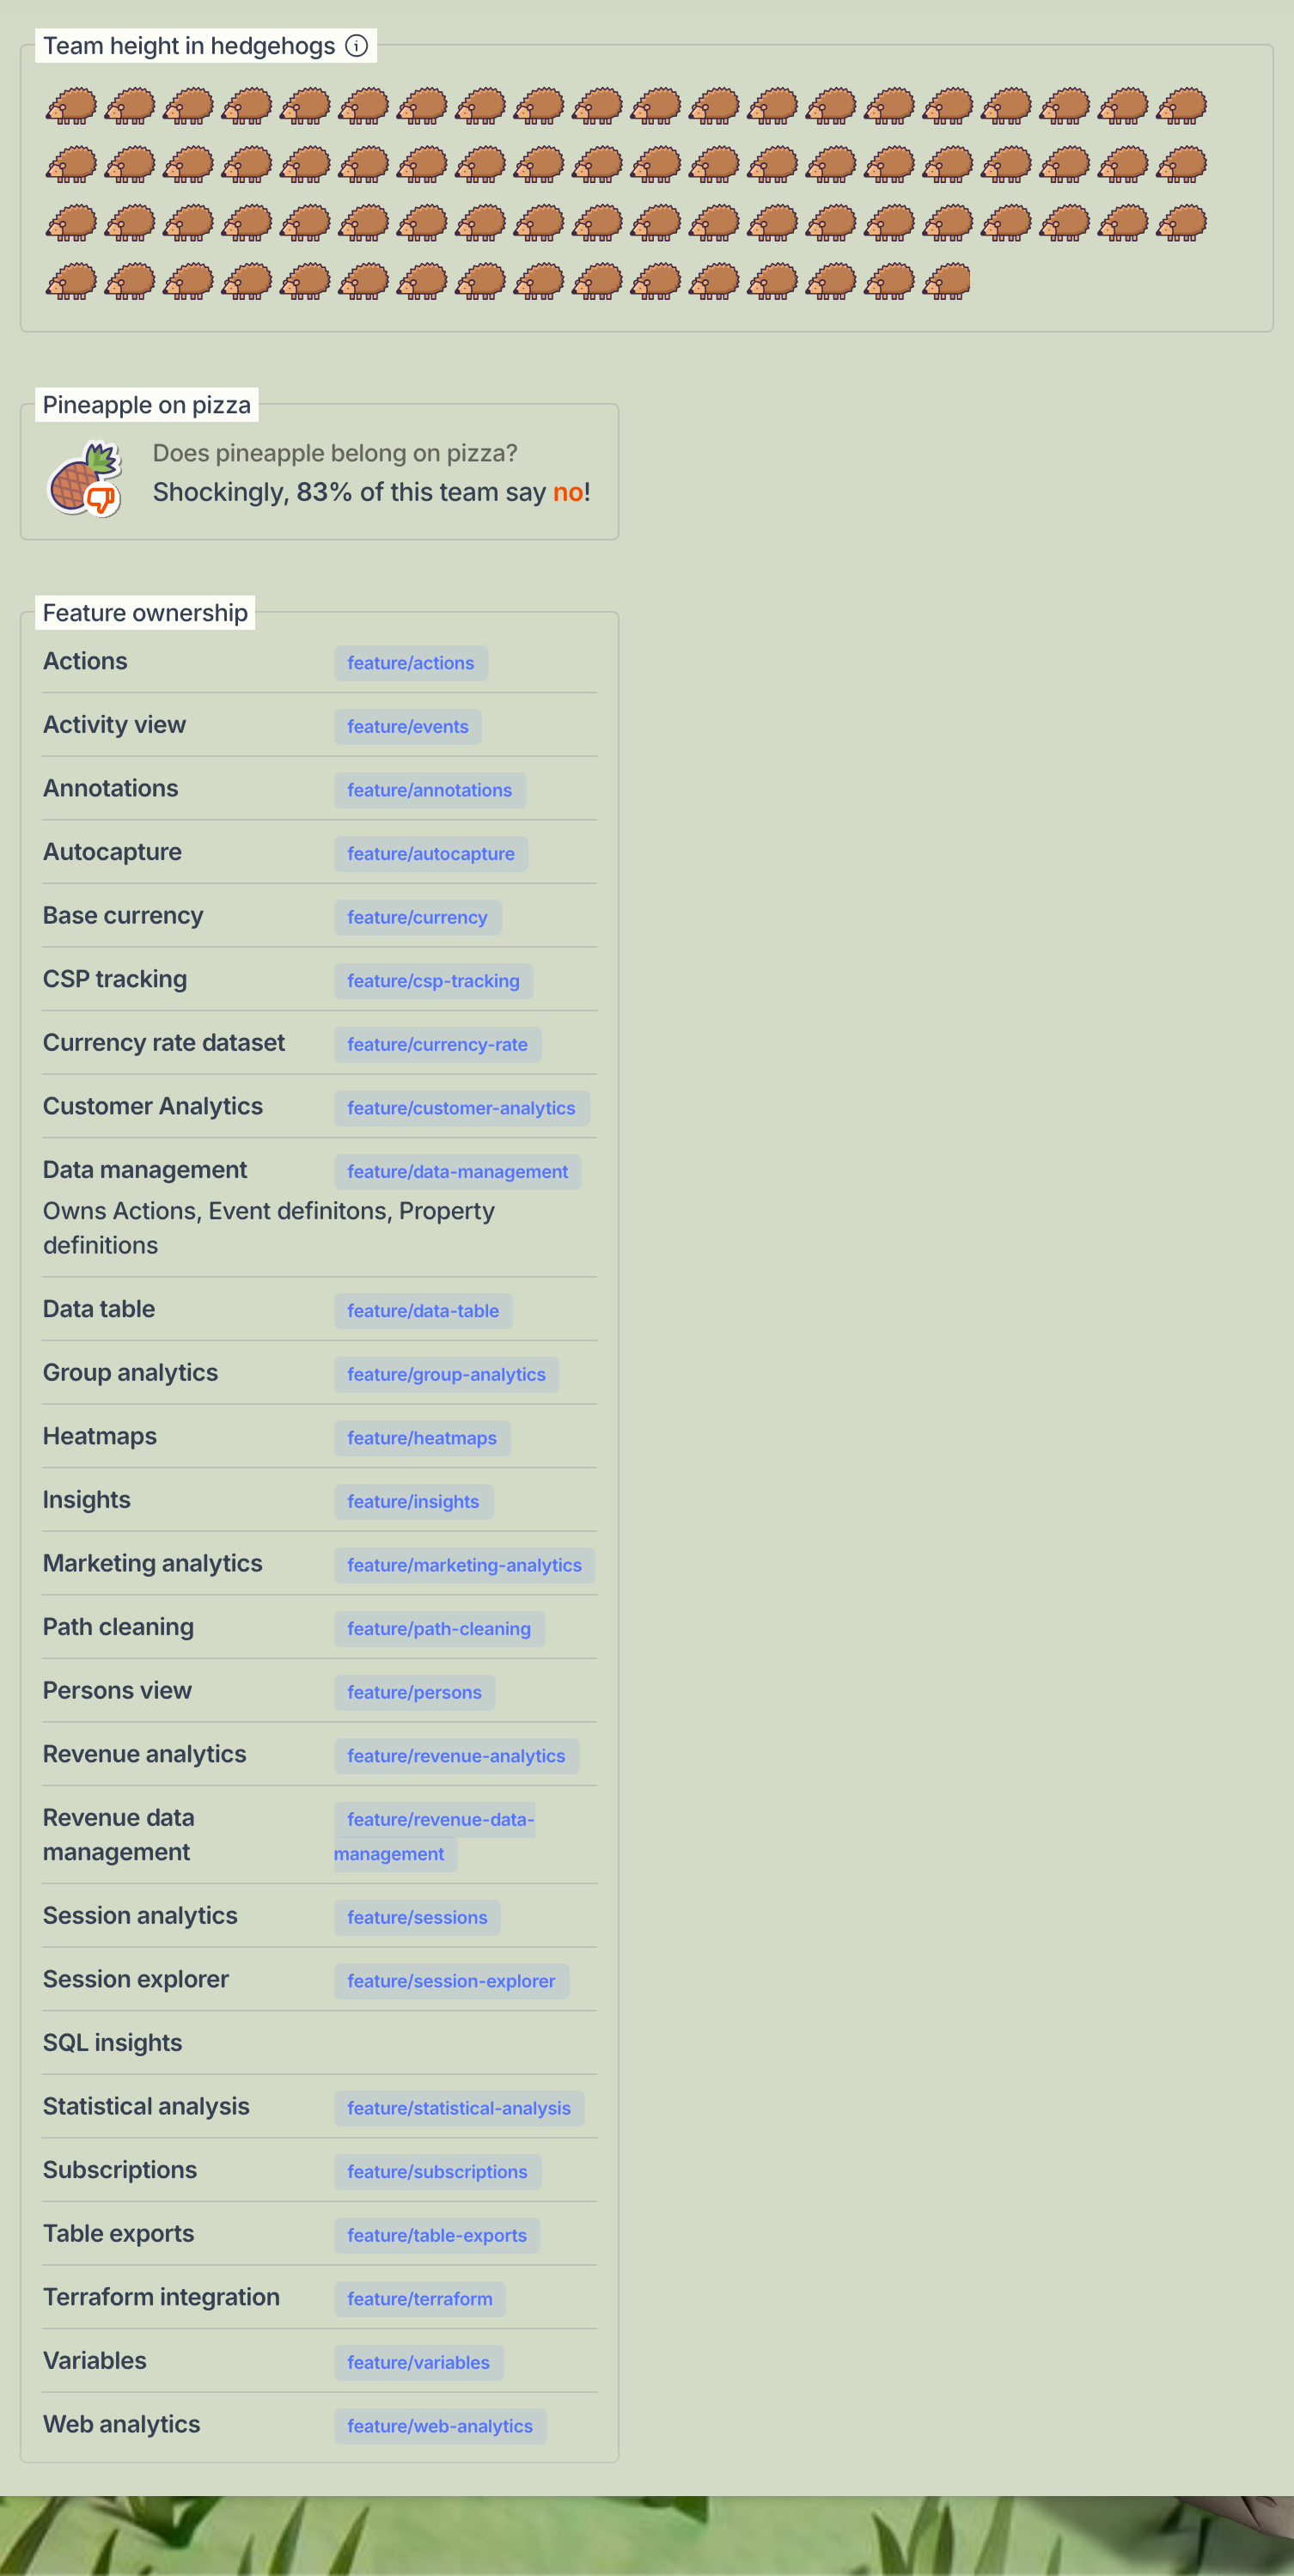 Team height in hedgehogs
Pineapple on pizza
Does pineapple belong on pizza?
Shockingly, 83% of this team say no!
Feature ownership
Actions feature/actions
Activity view feature/events
Annotations feature/annotations
Autocapture feature/autocapture
Base currency feature/currency
CSP tracking feature/csp-tracking
Currency rate dataset feature/currency-rate
Customer Analytics feature/customer-analytics
Data management feature/data-management
Owns Actions, Event definitons, Property
definitions
Data table feature/data-table
Group analytics feature/group-analytics
Heatmaps feature/heatmaps
Insights feature/insights
Marketing analytics feature/marketing-analytics
Path cleaning feature/path-cleaning
Persons view feature/persons
Revenue analytics feature/revenue-analytics
Revenue data feature/revenue-data-
management management
Session analytics feature/sessions
Session explorer feature/session-explorer
SQL insights
Statistical analysis feature/statistical-analysis
Subscriptions feature/subscriptions
Table exports feature/table-exports
Terraform integration feature/terraform
Variables feature/variables
Web analytics feature/web-analytics